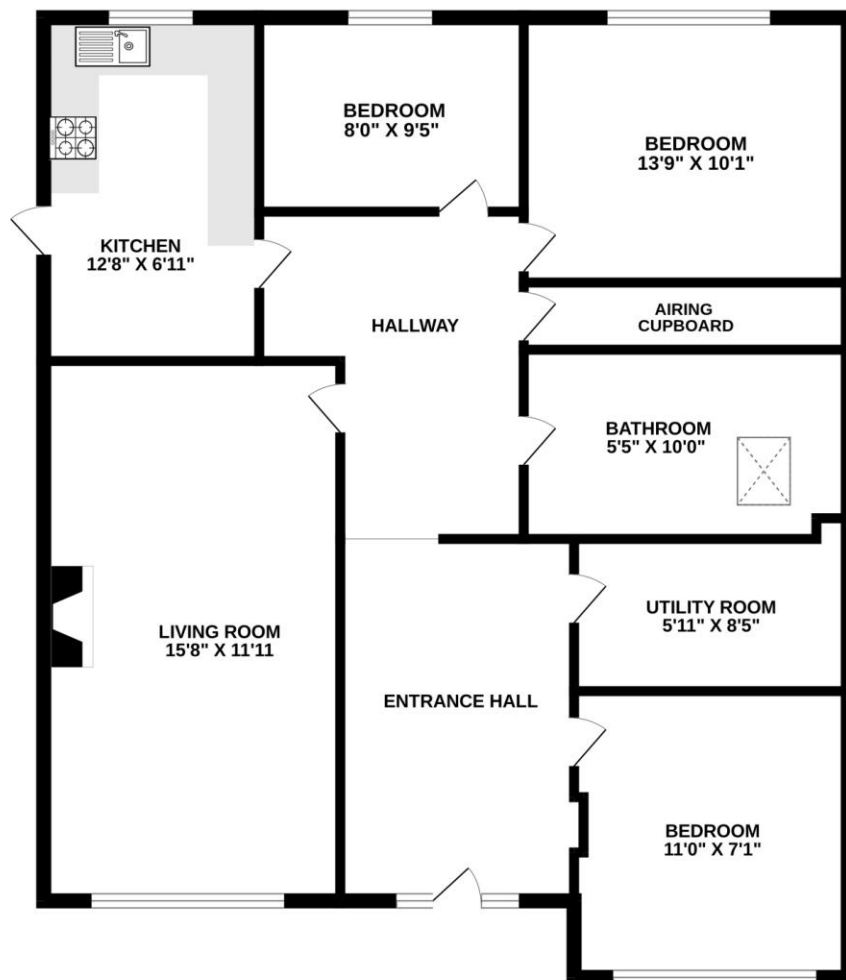 BEDROOM
8'0" X 9'5"
BEDROOM
13'9" X 10'1"
KITCHEN
12'8" X 6'11"
HALLWAY
AIRING
CUPBOARD
BATHROOM
5'5" X 10'0"
LIVING ROOM
15'8" X 11'11
UTILITY ROOM
5'11" X 8'5"
ENTRANCE HALL
BEDROOM
11'0" X 7'1"